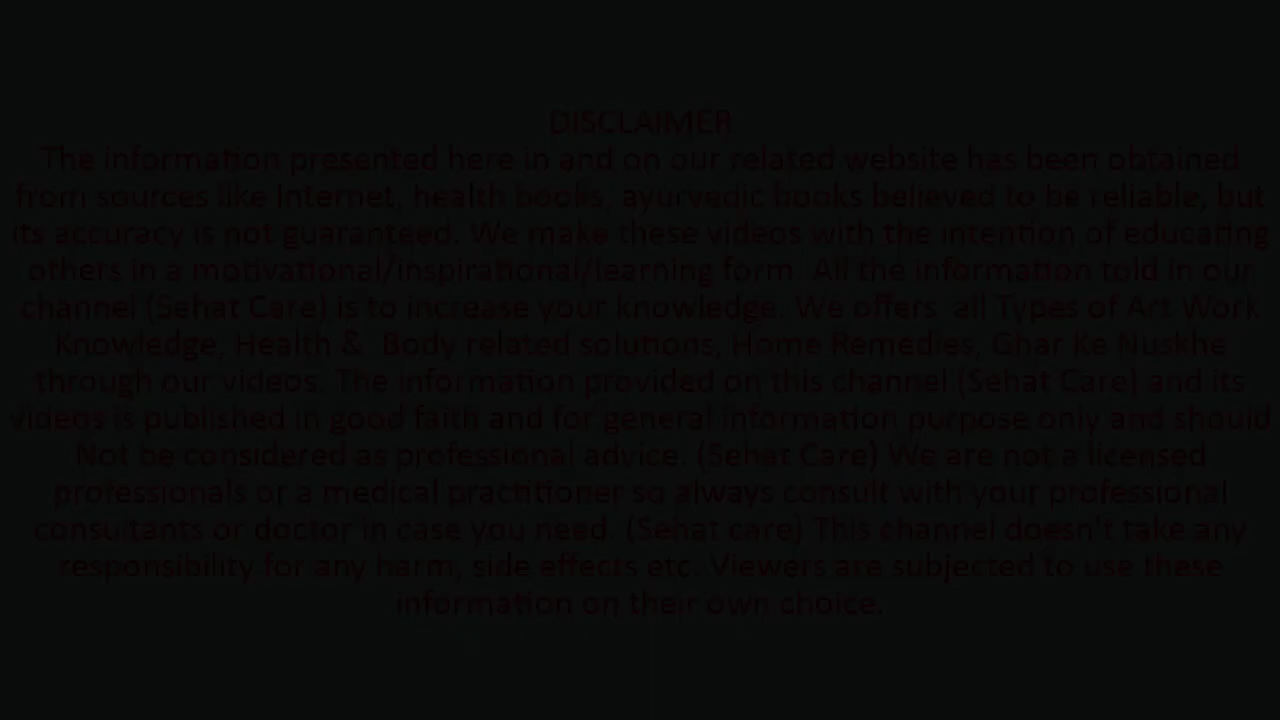 DISCLAIMER
The information presented here in and on our related website has been obtained
from sources like Internet, health books, ayurvedic books believed to be reliable, but
its accuracy is not guaranteed. We make these videos with the intention of educating
others in a motivational/inspirational/learning form. All the information told in our
channel (Sehat Care) is to increase your knowledge. We offers all Types of Art Work
Knowledge, Health & Body related solutions, Home Remedies, Ghar Ke Nuskhe
through our videos. The information provided on this channel (Sehat Care) and its
videos is published in good faith and for general information purpose only and should
Not be considered as professional advice. (Sehat Care) We are not a licensed
professionals or a medical practitioner so always consult with your professional
consultants or doctor in case you need. (Sehat care) This channel doesn't take any
responsibility for any harm, side effects etc. Viewers are subjected to use these
information on their own choice.